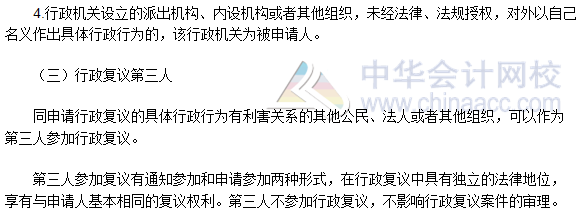 4.行政机关设立的派出机构、内设机构或者其他组织，未经法律、法规授权，对外以自己
名义作出具体行政行为的，该行政机关为被申请人。
（三）行政复议第三人
中华会计网校
www.chinaacc.com
同申请行政复议的具体行政行为有利害关系的其他公民、法人或者其他组织，可以作为
第三人参加行政复议。
第三人参加复议有通知参加和申请参加两种形式，在行政复议中具有独立的法律地位，
享有与申请人基本相同的复议权利。第三人不参加行政复议，不影响行政复议案件的审理。